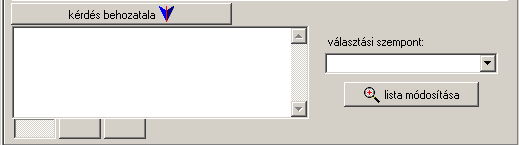 kérdés behozatala
választási szempont:
lista módosítása